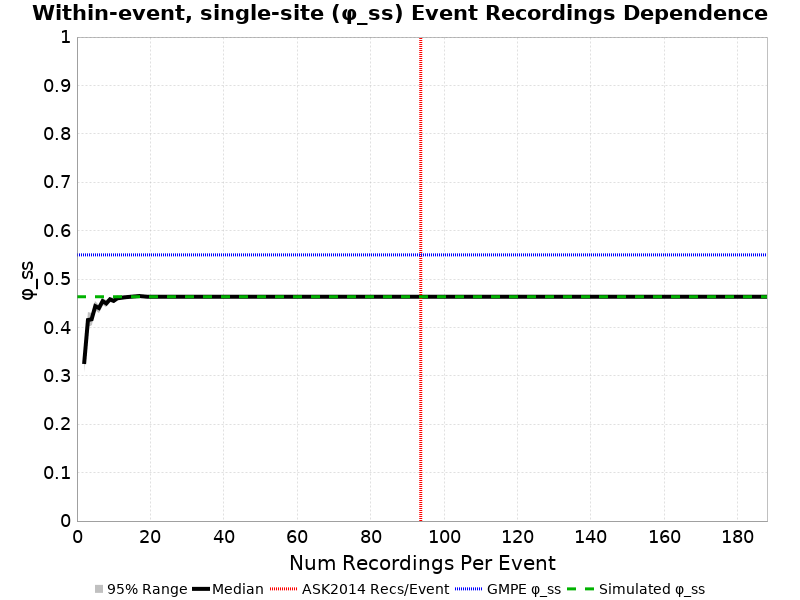 Within-event, single-site (φ_ss) Event Recordings Dependence
1
0.9
0.8
0.7
0.6
0.5
0.4
0.3
0.2
0.1
0
φ_ss
0 20 40 60 80 100 120 140 160 180
Num Recordings Per Event
95% Range Median ASK2014 Recs/Event GMPE φ_ss Simulated φ_ss